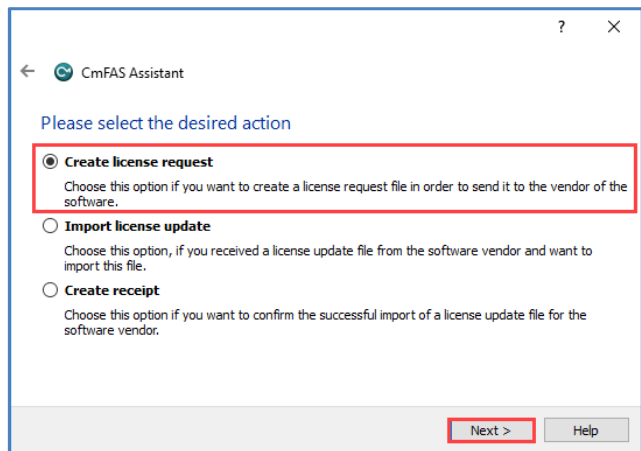 ?
CmFAS Assistant
Please select the desired action
Create license request
Choose this option if you want to create a license request file in order to send it to the vendor of the
software.
Import license update
Choose this option, if you received a license update file from the software vendor and want to
import this file.
Create receipt
Choose this option if you want to confirm the successful import of a license update file for the
software vendor.
Next >
Help